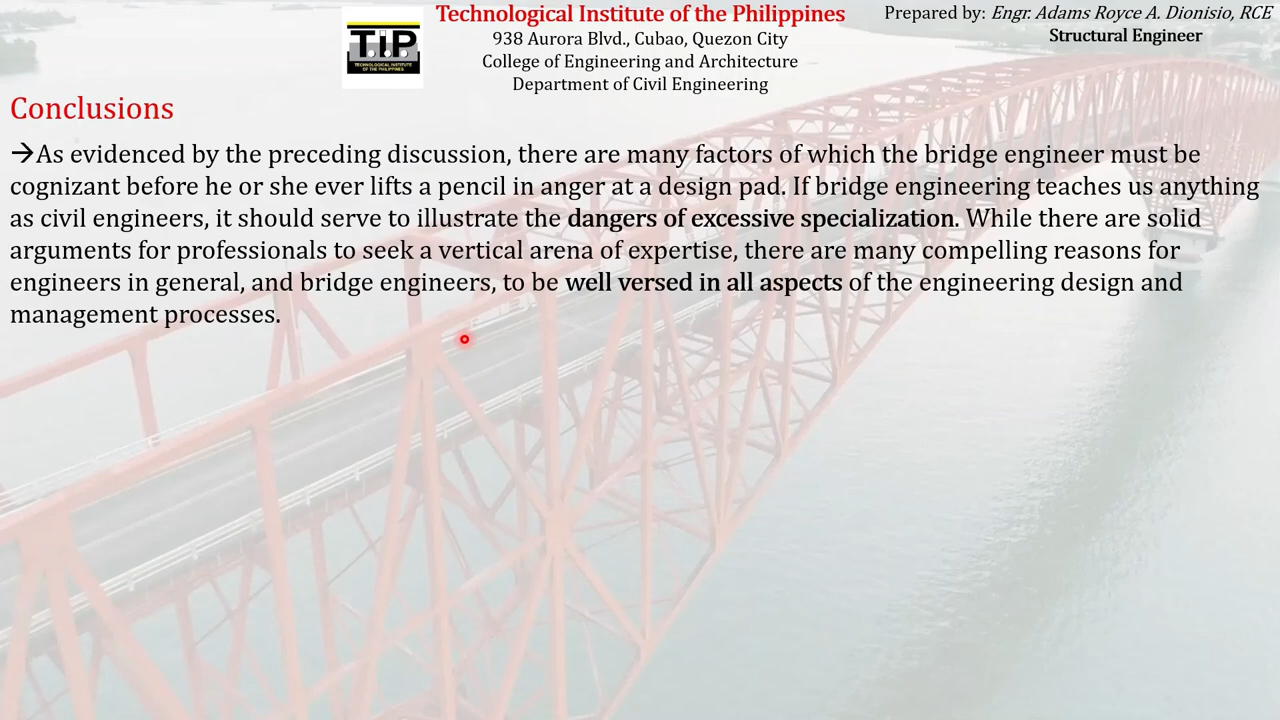 Technological Institute of the Philippines
938 Aurora Blvd., Cubao, Quezon City
College of Engineering and Architecture
Department of Civil Engineering
Prepared by: Engr. Adams Royce A. Dionisio, RCE
Structural Engineer
TIP
TECHNOLOGICAL INSTITUTE
OF THE PHILIPPINES
Conclusions
→As evidenced by the preceding discussion, there are many factors of which the bridge engineer must be
cognizant before he or she ever lifts a pencil in anger at a design pad. If bridge engineering teaches us anything
as civil engineers, it should serve to illustrate the dangers of excessive specialization. While there are solid
arguments for professionals to seek a vertical arena of expertise, there are many compelling reasons for
engineers in general, and bridge engineers, to be well versed in all aspects of the engineering design and
management processes.